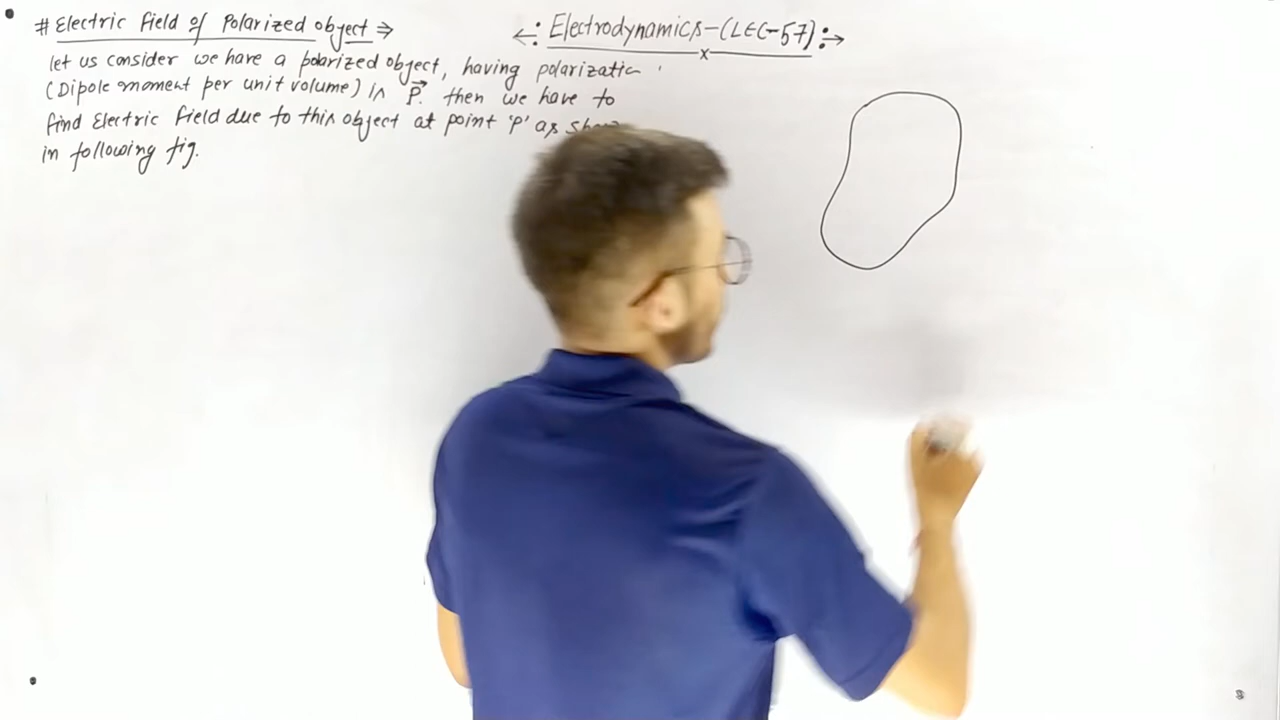 # Electric Field of Polarized object ⇒
←: Electrodynamics-(LEC-57) :→
x
let us consider we have a polarized object, having polarizatio
(Dipole moment per unit volume) is P⃗. then we have to
find Electric Field due to this object at point 'P' as
in following fig.